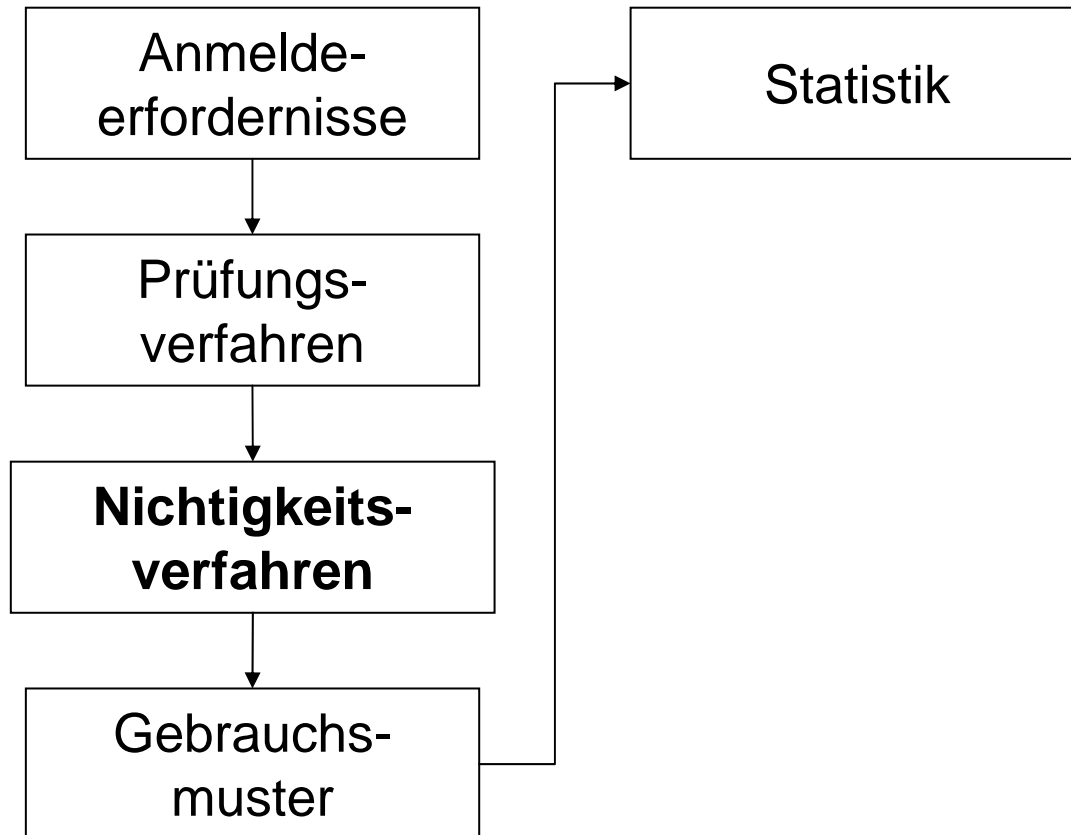 Anmelde-
erfordernisse
Prüfungs-
verfahren
Nichtigkeits-
verfahren
Gebrauchs-
muster
Statistik